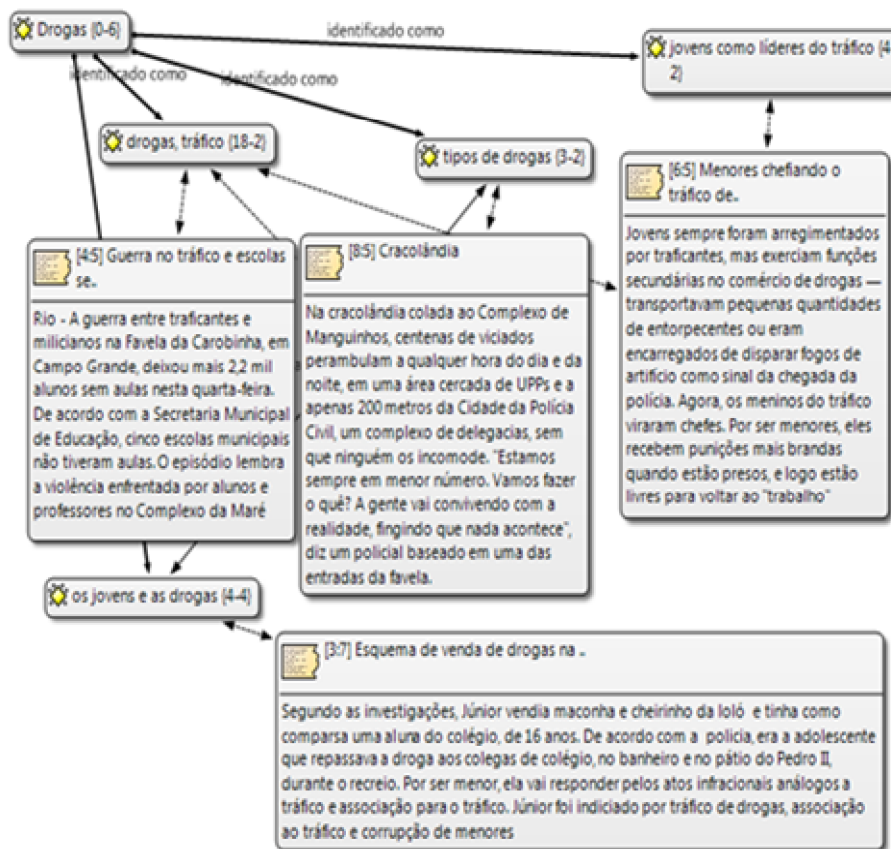 Drogas {0-6}
identificado como
jovens como líderes do tráfico {4
2}
identificado como
identificado como
drogas, tráfico {18-2}
tipos de drogas {3-2}
[6:5] Menores chefiando o
tráfico de..
Jovens sempre foram arregimentados
por traficantes, mas exerciam funções
secundárias no comércio de drogas —
transportavam pequenas quantidades
de entorpecentes ou eram
encarregados de disparar fogos de
artifício como sinal da chegada da
polícia. Agora, os meninos do tráfico
viraram chefes. Por ser menores, eles
recebem punições mais brandas
quando estão presos, e logo estão
livres para voltar ao "trabalho"
[4:5] Guerra no tráfico e escolas
se..
Rio - A guerra entre traficantes e
milicianos na Favela da Carobinha, em
Campo Grande, deixou mais 2,2 mil
alunos sem aulas nesta quarta-feira.
De acordo com a Secretaria Municipal
de Educação, cinco escolas municipais
não tiveram aulas. O episódio lembra
a violência enfrentada por alunos e
professores no Complexo da Maré
[8:5] Cracolândia
Na cracolândia colada ao Complexo de
Manguinhos, centenas de viciados
perambulam a qualquer hora do dia e da
noite, em uma área cercada de UPPs e a
apenas 200 metros da Cidade da Polícia
Civil, um complexo de delegacias, sem
que ninguém os incomode. "Estamos
sempre em menor número. Vamos fazer
o quê? A gente vai convivendo com a
realidade, fingindo que nada acontece",
diz um policial baseado em uma das
entradas da favela.
os jovens e as drogas {4-4}
[3:7] Esquema de venda de drogas na ..
Segundo as investigações, Júnior vendia maconha e cheirinho da loló e tinha como
comparsa uma aluna do colégio, de 16 anos. De acordo com a policia, era a adolescente
que repassava a droga aos colegas de colégio, no banheiro e no pátio do Pedro II,
durante o recreio. Por ser menor, ela vai responder pelos atos infracionais análogos a
tráfico e associação para o tráfico. Júnior foi indiciado por tráfico de drogas, associação
ao tráfico e corrupção de menores